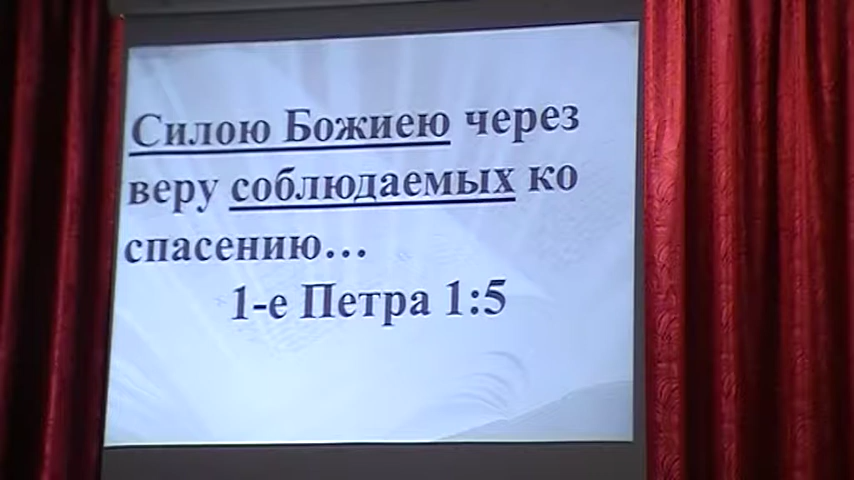 Силою Божиею через
веру соблюдаемых ко
спасению...
1-е Петра 1:5